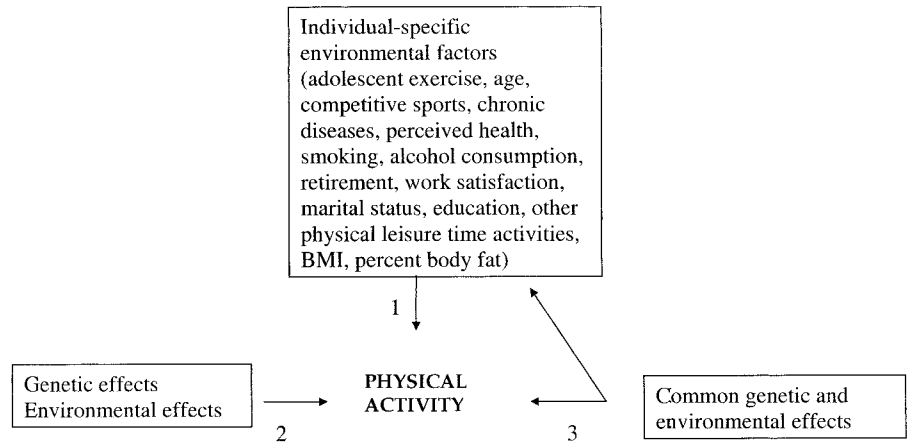 Individual-specific
environmental factors
(adolescent exercise, age,
competitive sports, chronic
diseases, perceived health,
smoking, alcohol consumption,
retirement, work satisfaction,
marital status, education, other
physical leisure time activities,
BMI, percent body fat)
1
Genetic effects
Environmental effects
2
PHYSICAL
ACTIVITY
3
Common genetic and
environmental effects